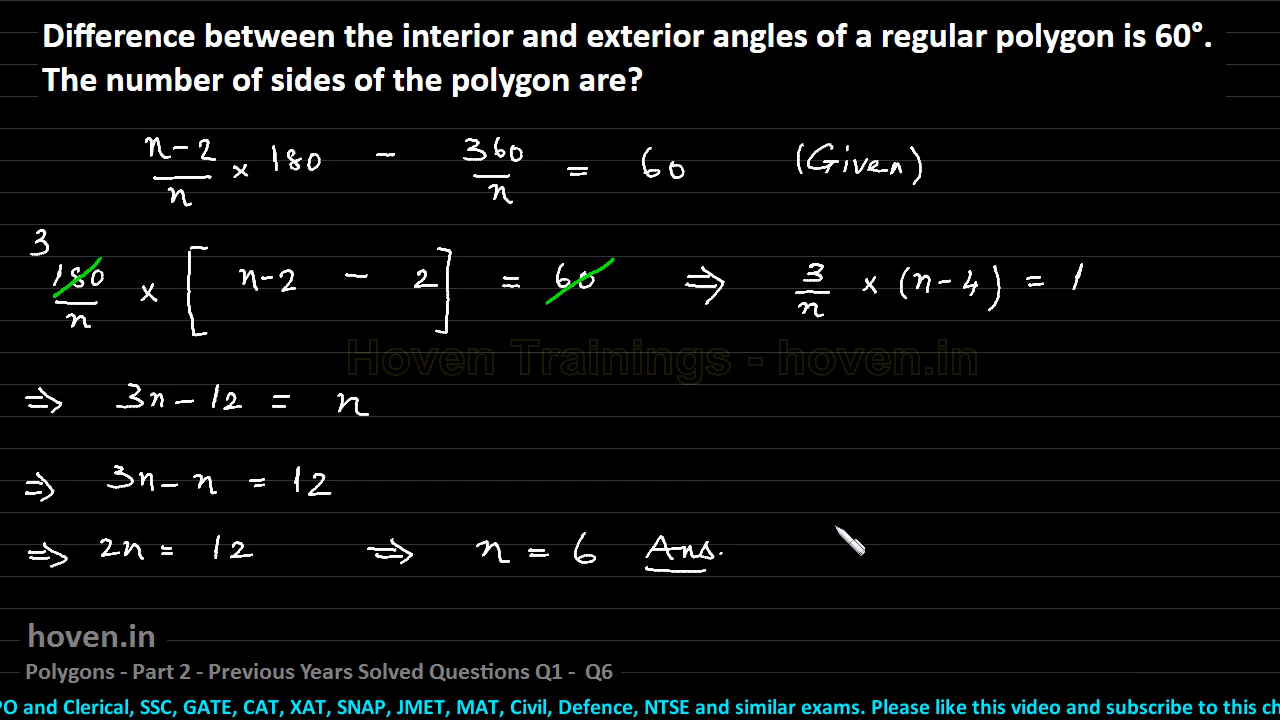 Difference between the interior and exterior angles of a regular polygon is 60°.
The number of sides of the polygon are?
n-2/n × 180 - 360/n = 60 (Given)
3
180/n × [n-2 - 2] = 60 ⇒ 3/n × (n-4) = 1
Hoven Trainings - hoven.in
⇒ 3n - 12 = n
⇒ 3n - n = 12
⇒ 2n = 12 ⇒ n = 6 Ans.
hoven.in
Polygons - Part 2 - Previous Years Solved Questions Q1 - Q6
PO and Clerical, SSC, GATE, CAT, XAT, SNAP, JMET, MAT, Civil, Defence, NTSE and similar exams. Please like this video and subscribe to this ch